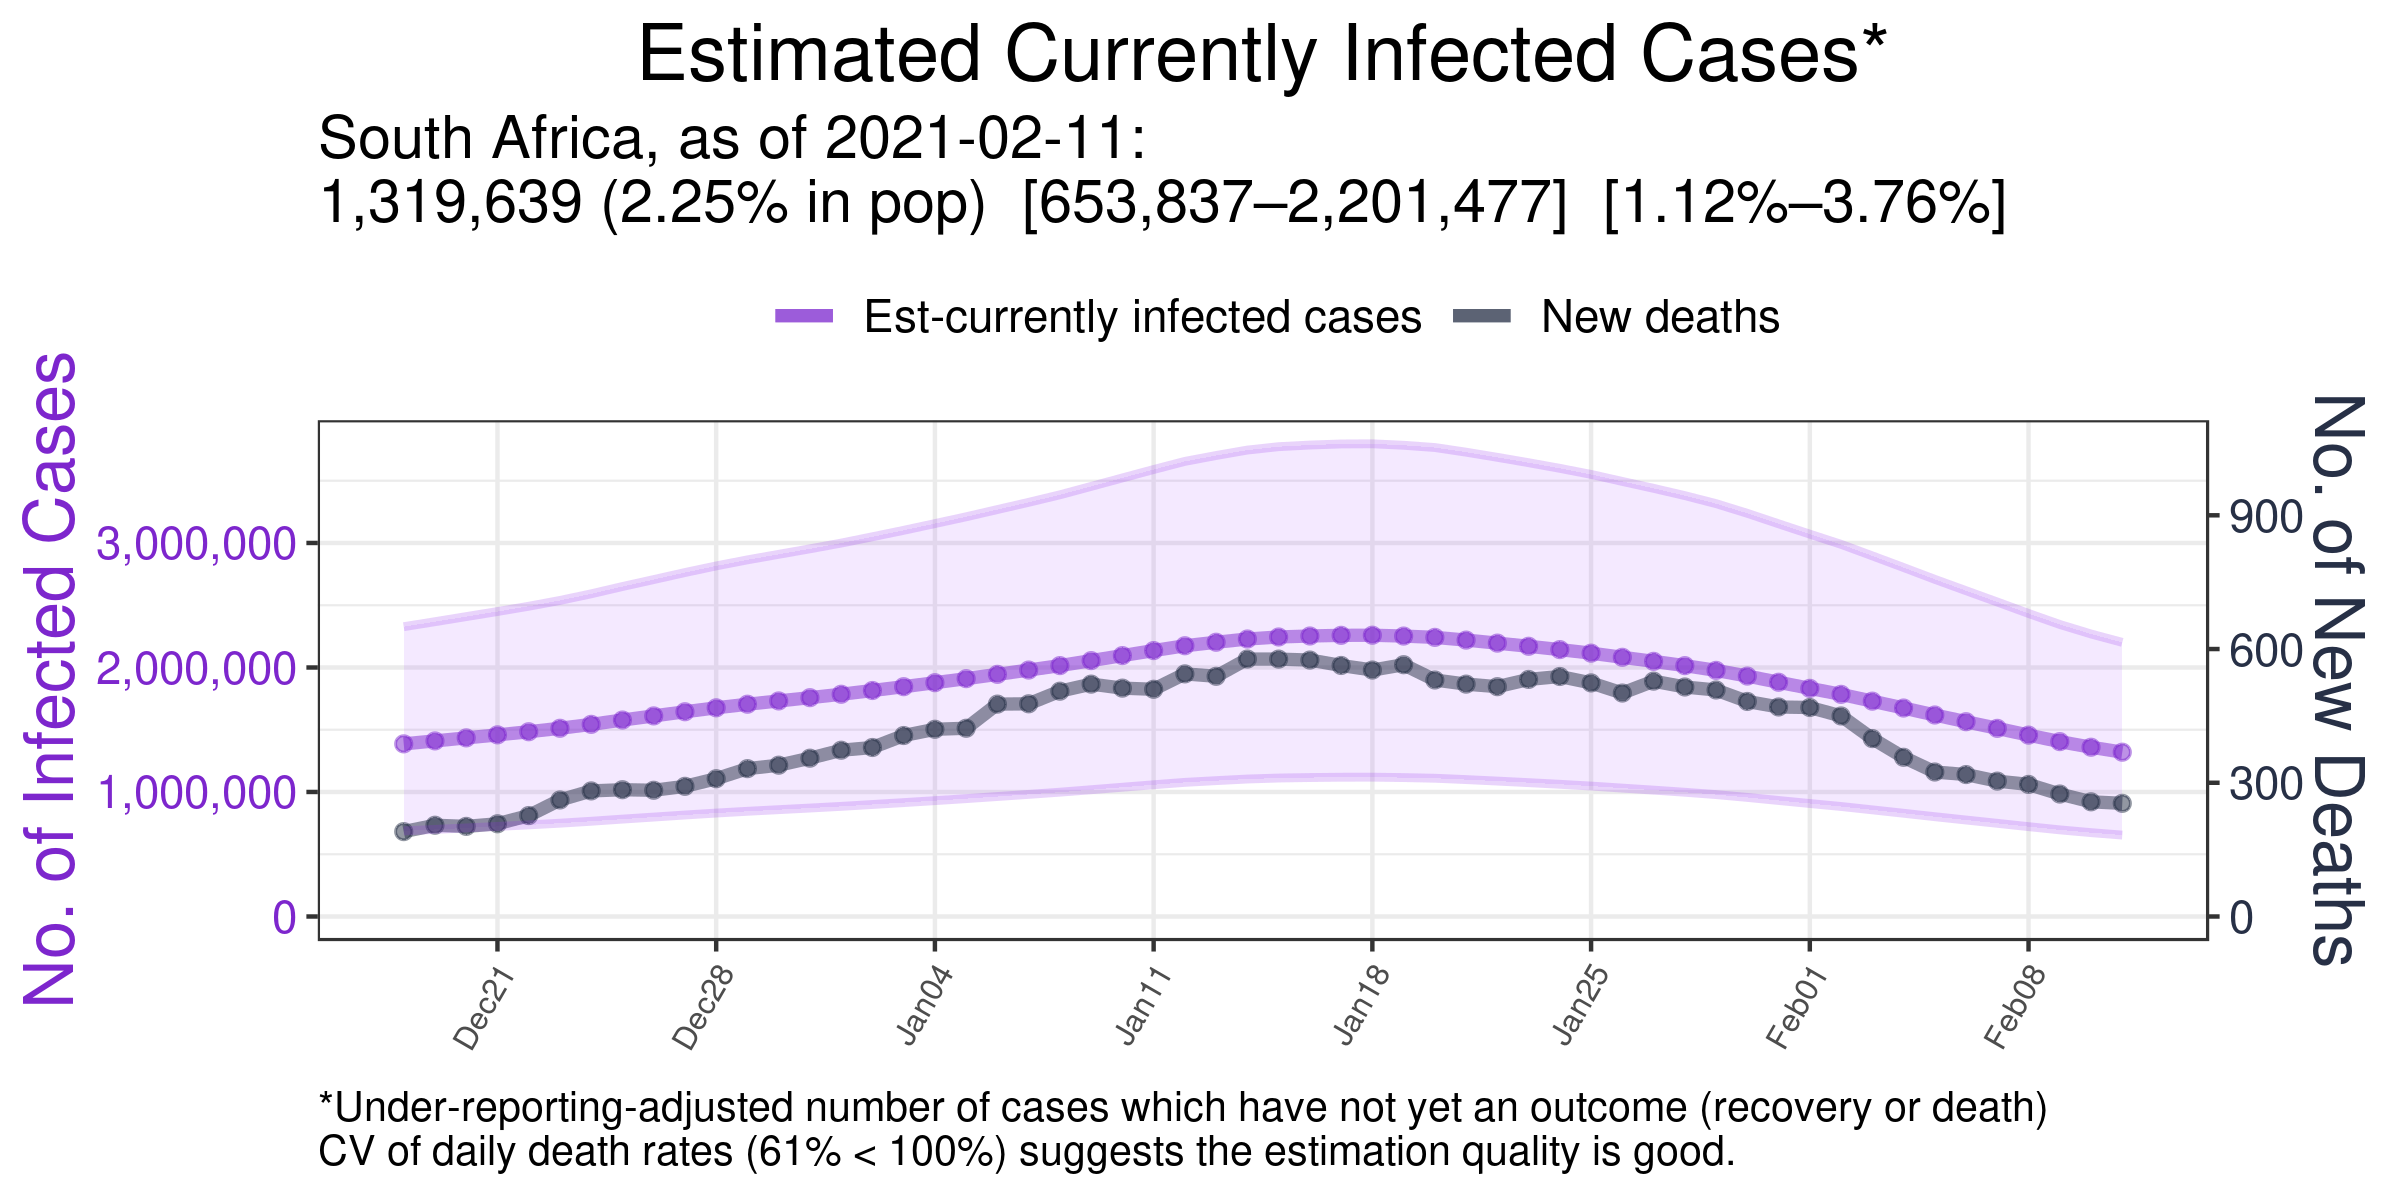 Estimated Currently Infected Cases*
South Africa, as of 2021-02-11:
1,319,639 (2.25% in pop) [653,837–2,201,477] [1.12%–3.76%]
Est-currently infected cases
New deaths
No. of Infected Cases
3,000,000
2,000,000
1,000,000
0
900
600
300
0
No. of New Deaths
Dec21
Dec28
Jan04
Jan11
Jan18
Jan25
Feb01
Feb08
*Under-reporting-adjusted number of cases which have not yet an outcome (recovery or death)
CV of daily death rates (61% < 100%) suggests the estimation quality is good.